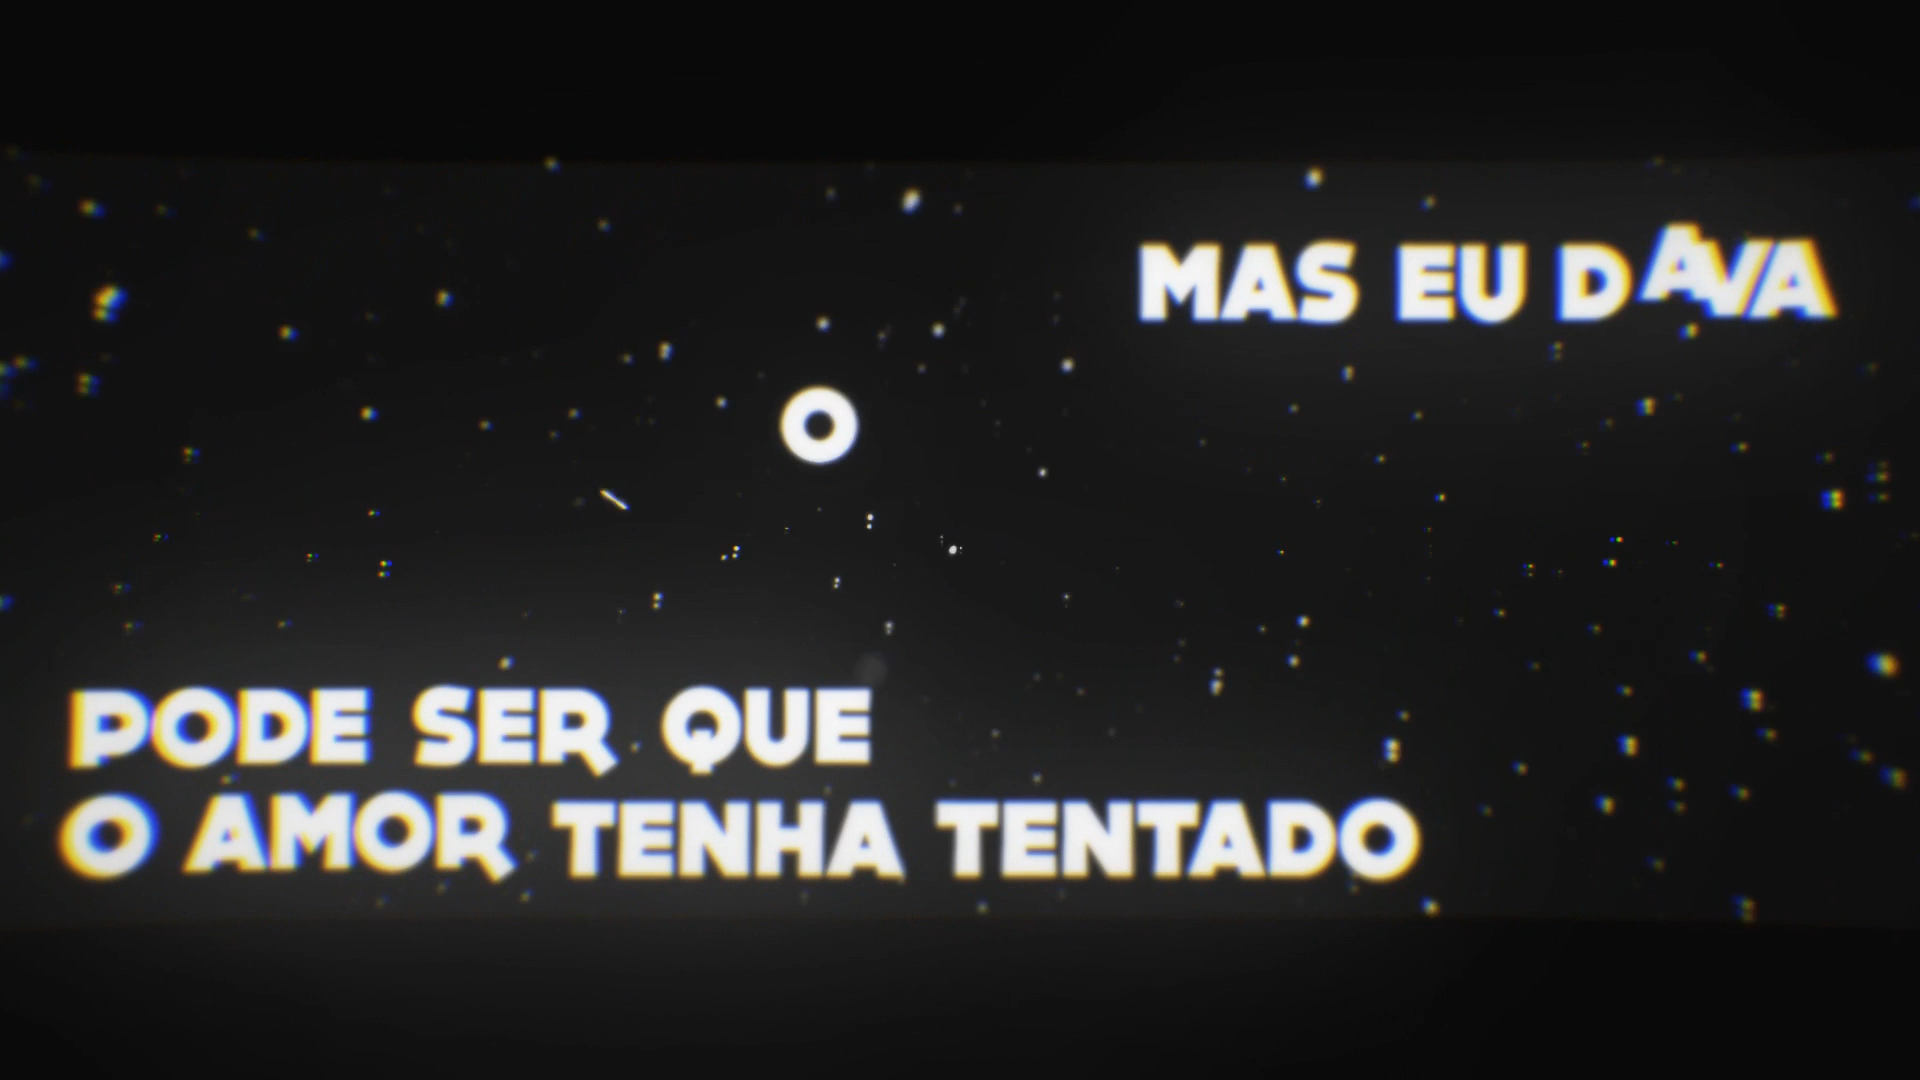 MAS EU DAVA
O
PODE SER QUE
O AMOR TENHA TENTADO